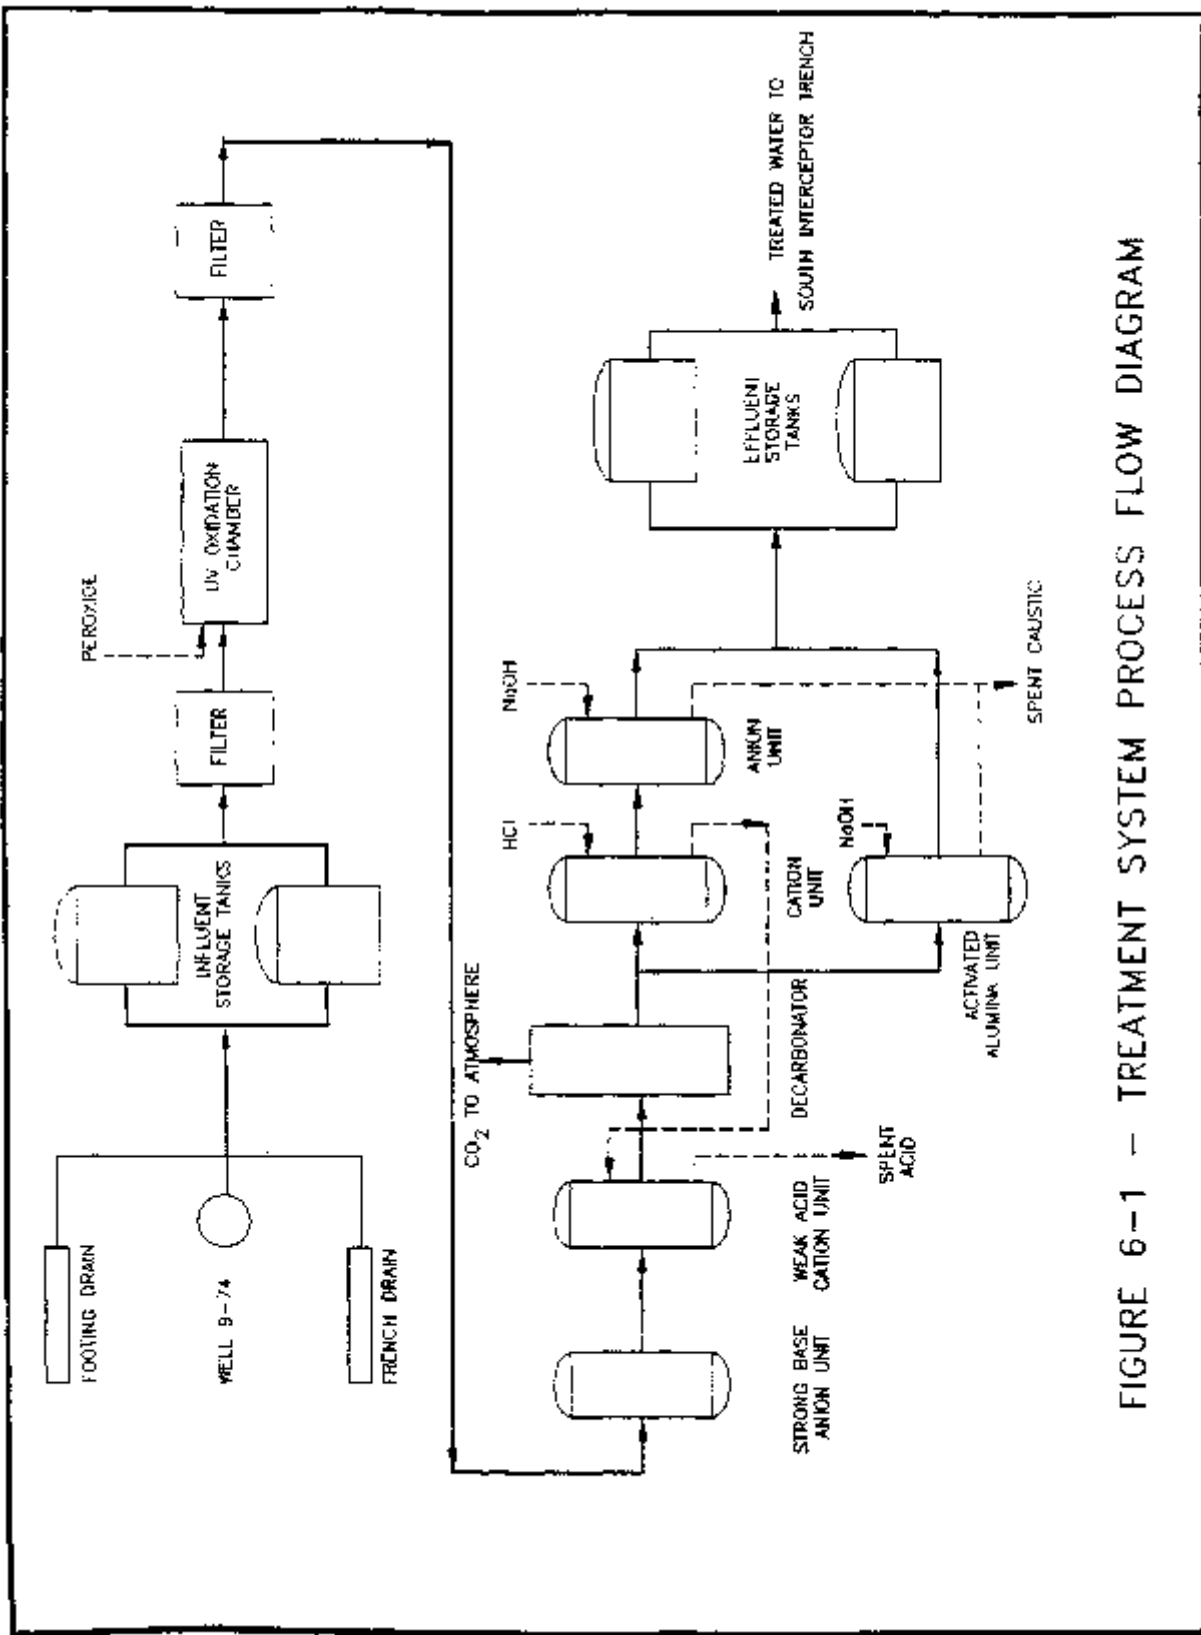 FOOTING DRAIN
WELL 9-74
FRENCH DRAIN
INFLUENT
STORAGE TANKS
FILTER
PEROXIDE
UV OXIDATION
CHAMBER
FILTER
CO2 TO ATMOSPHERE
STRONG BASE
ANION UNIT
WEAK ACID
CATION UNIT
SPENT
ACID
DECARBONATOR
HCl
CATION
UNIT
NaOH
ANION
UNIT
ACTIVATED
ALUMINA UNIT
NaOH
SPENT CAUSTIC
EFFLUENT
STORAGE
TANKS
TREATED WATER TO
SOUTH INTERCEPTOR TRENCH
FIGURE 6-1 - TREATMENT SYSTEM PROCESS FLOW DIAGRAM